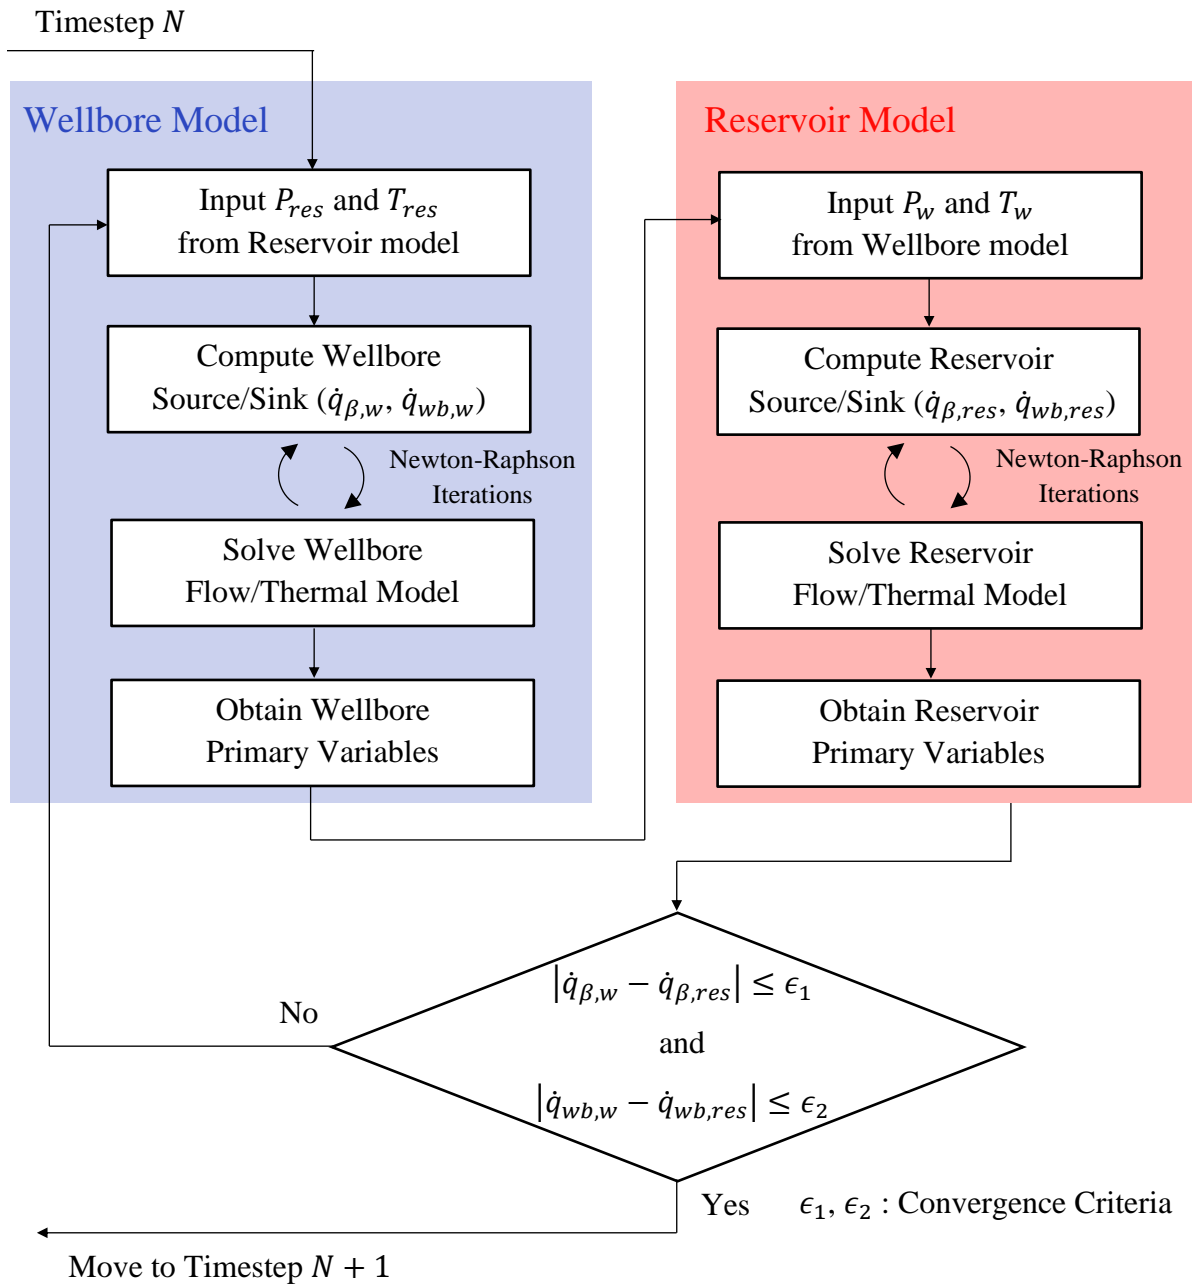 Timestep N
Wellbore Model
Input P_res and T_res
from Reservoir model
Compute Wellbore
Source/Sink (q̇_β,w, q̇_wb,w)
Newton-Raphson
Iterations
Solve Wellbore
Flow/Thermal Model
Obtain Wellbore
Primary Variables
Reservoir Model
Input P_w and T_w
from Wellbore model
Compute Reservoir
Source/Sink (q̇_β,res, q̇_wb,res)
Newton-Raphson
Iterations
Solve Reservoir
Flow/Thermal Model
Obtain Reservoir
Primary Variables
|q̇_β,w − q̇_β,res| ≤ ϵ_1
and
|q̇_wb,w − q̇_wb,res| ≤ ϵ_2
No
Yes
ϵ_1, ϵ_2 : Convergence Criteria
Move to Timestep N + 1